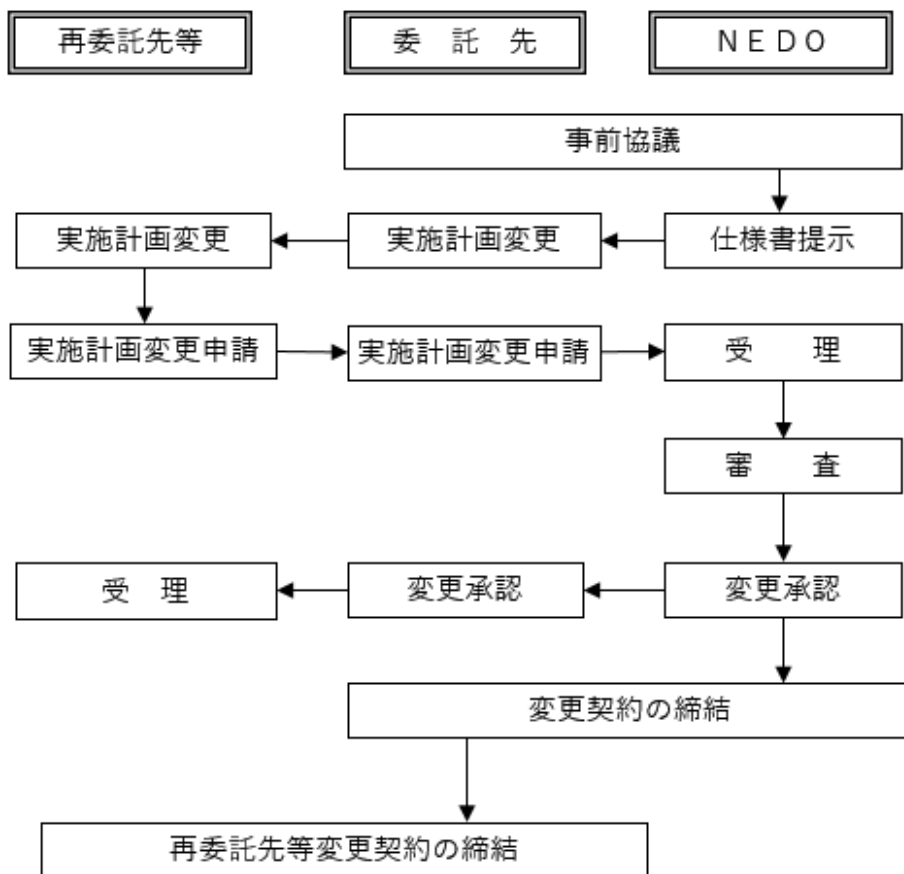 再委託先等
委託先
NEDO
事前協議
実施計画変更
実施計画変更
仕様書提示
実施計画変更申請
実施計画変更申請
受理
審査
受理
変更承認
変更承認
変更契約の締結
再委託先等変更契約の締結